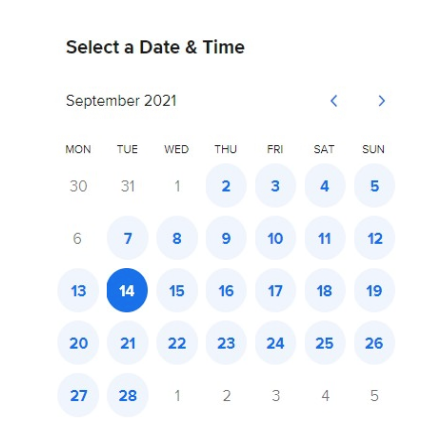 Select a Date & Time
September 2021
MON TUE WED THU FRI SAT SUN
30 31 1 2 3 4 5
6 7 8 9 10 11 12
13 14 15 16 17 18 19
20 21 22 23 24 25 26
27 28 1 2 3 4 5